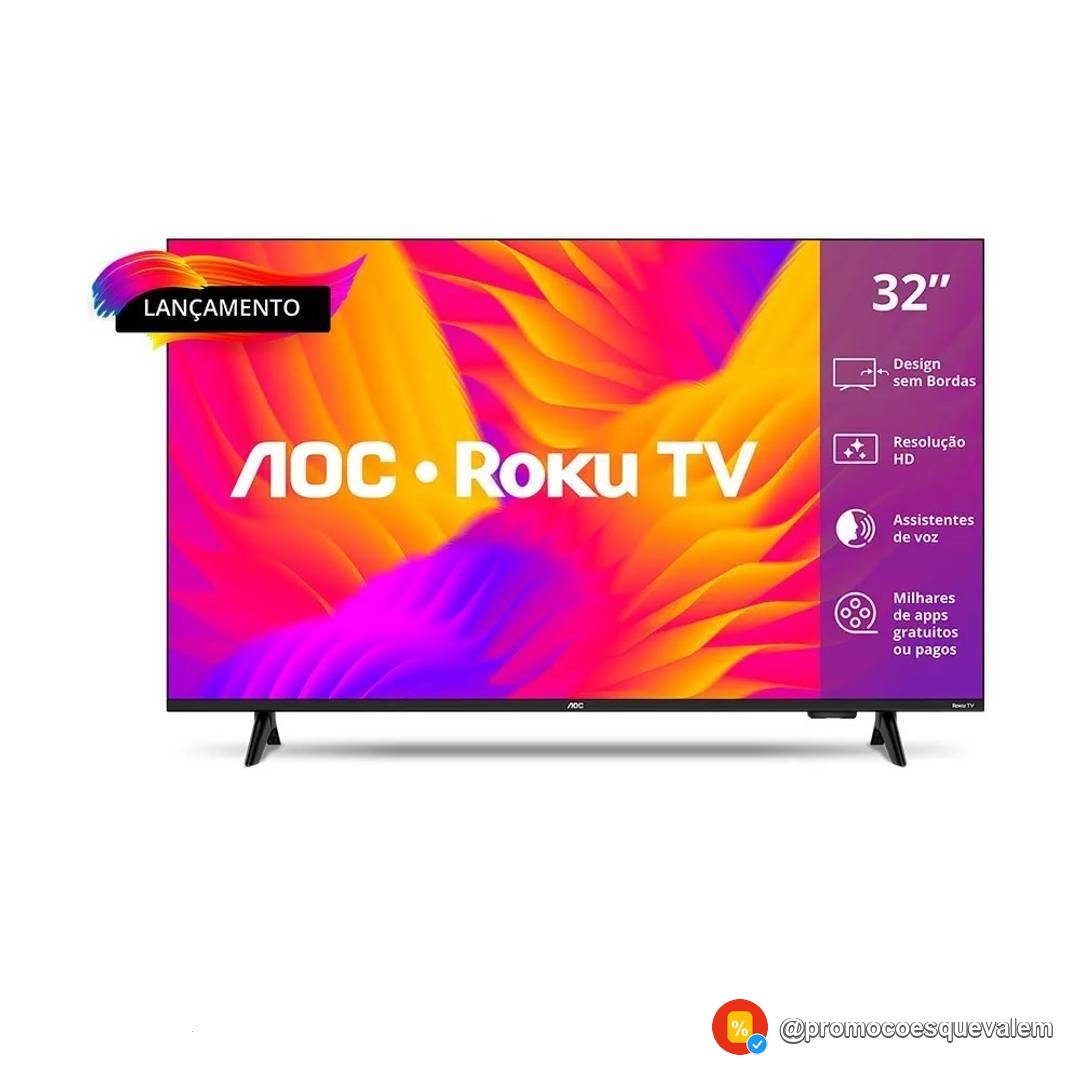 LANÇAMENTO
AOC • Roku TV
32”
Design
sem Bordas
Resolução
HD
Assistentes
de voz
Milhares
de apps
gratuitos
ou pagos
AOC
Roku TV
%
@promocoesquevalem